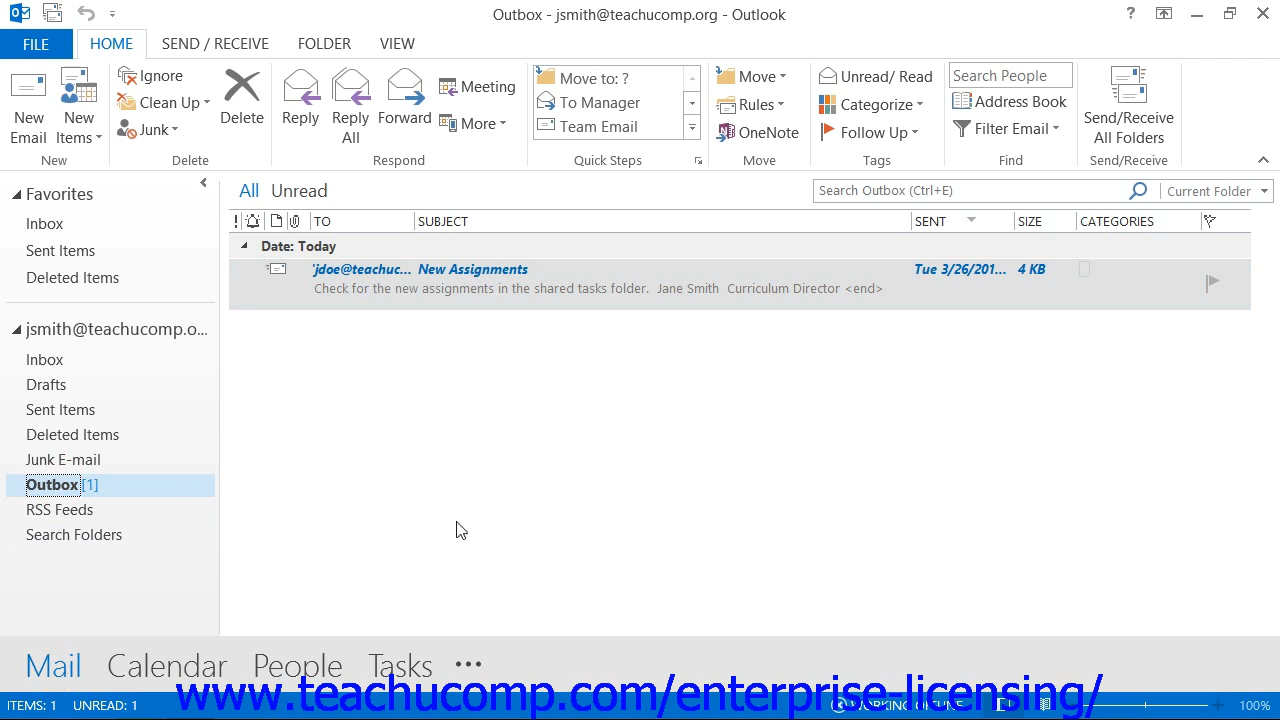 Outbox - jsmith@teachucomp.org - Outlook
?
FILE HOME SEND / RECEIVE FOLDER VIEW
New Email
New Items
New
Ignore
Clean Up
Junk
Delete
Delete
Reply
Reply All
Forward
Meeting
More
Respond
Move to: ?
To Manager
Team Email
Quick Steps
Move
Rules
OneNote
Move
Unread/ Read
Categorize
Follow Up
Tags
Search People
Address Book
Filter Email
Find
Send/Receive All Folders
Send/Receive
Favorites
Inbox
Sent Items
Deleted Items
jsmith@teachucomp.o...
Inbox
Drafts
Sent Items
Deleted Items
Junk E-mail
Outbox [1]
RSS Feeds
Search Folders
All Unread
Search Outbox (Ctrl+E) Current Folder
! TO SUBJECT SENT SIZE CATEGORIES
Date: Today
'jdoe@teachuc... New Assignments Tue 3/26/201... 4 KB
Check for the new assignments in the shared tasks folder. Jane Smith Curriculum Director <end>
Mail Calendar People Tasks •••
www.teachucomp.com/enterprise-licensing/
ITEMS: 1 UNREAD: 1 WORKING OFFLINE 100%